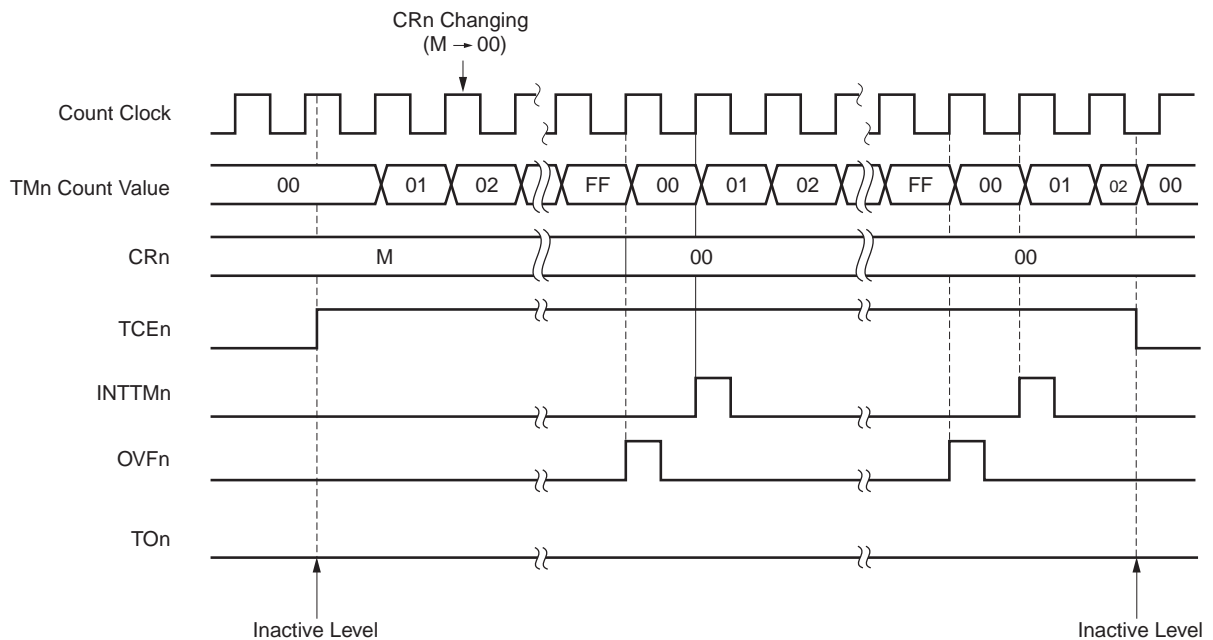 CRn Changing
(M → 00)
Count Clock
TMn Count Value 00 01 02 FF 00 01 02 FF 00 01 02 00
CRn M 00 00
TCEn
INTTMn
OVFn
TOn
Inactive Level Inactive Level